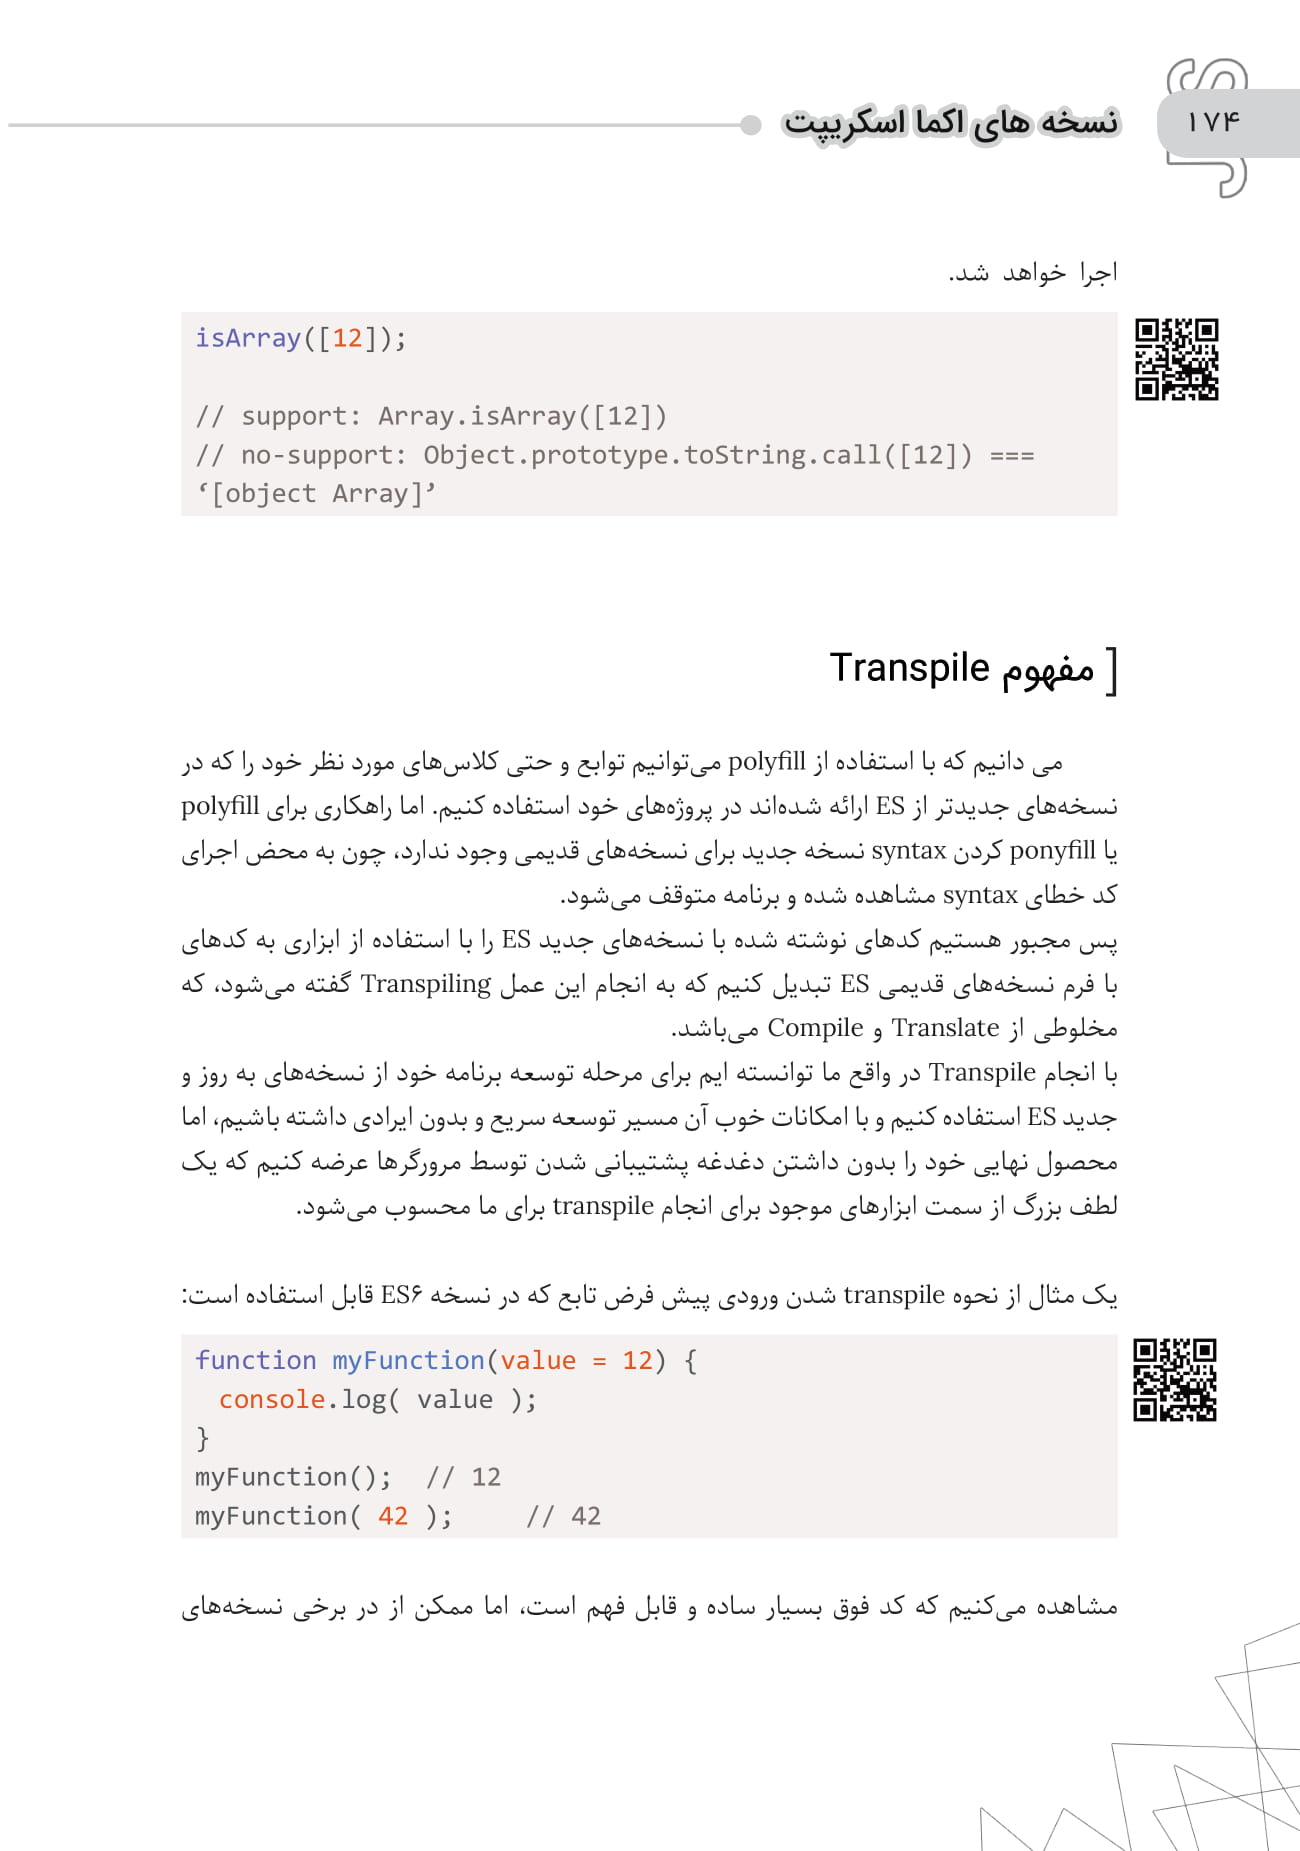 ۱۷۴
نسخه های اکما اسکریپت
اجرا خواهد شد.
isArray([12]);
// support: Array.isArray([12])
// no-support: Object.prototype.toString.call([12]) ===
‘[object Array]’
[ مفهوم Transpile
می دانیم که با استفاده از polyfill می‌توانیم توابع و حتی کلاس‌های مورد نظر خود را که در
نسخه‌های جدیدتر از ES ارائه شده‌اند در پروژه‌های خود استفاده کنیم. اما راهکاری برای polyfill
یا ponyfill کردن syntax نسخه جدید برای نسخه‌های قدیمی وجود ندارد، چون به محض اجرای
کد خطای syntax مشاهده شده و برنامه متوقف می‌شود.
پس مجبور هستیم کدهای نوشته شده با نسخه‌های جدید ES را با استفاده از ابزاری به کدهای
با فرم نسخه‌های قدیمی ES تبدیل کنیم که به انجام این عمل Transpiling گفته می‌شود، که
مخلوطی از Translate و Compile می‌باشد.
با انجام Transpile در واقع ما توانسته ایم برای مرحله توسعه برنامه خود از نسخه‌های به روز و
جدید ES استفاده کنیم و با امکانات خوب آن مسیر توسعه سریع و بدون ایرادی داشته باشیم، اما
محصول نهایی خود را بدون داشتن دغدغه پشتیبانی شدن توسط مرورگرها عرضه کنیم که یک
لطف بزرگ از سمت ابزارهای موجود برای انجام transpile برای ما محسوب می‌شود.
یک مثال از نحوه transpile شدن ورودی پیش فرض تابع که در نسخه ES۶ قابل استفاده است:
function myFunction(value = 12) {
console.log( value );
}
myFunction(); // 12
myFunction( 42 ); // 42
مشاهده می‌کنیم که کد فوق بسیار ساده و قابل فهم است، اما ممکن از در برخی نسخه‌های